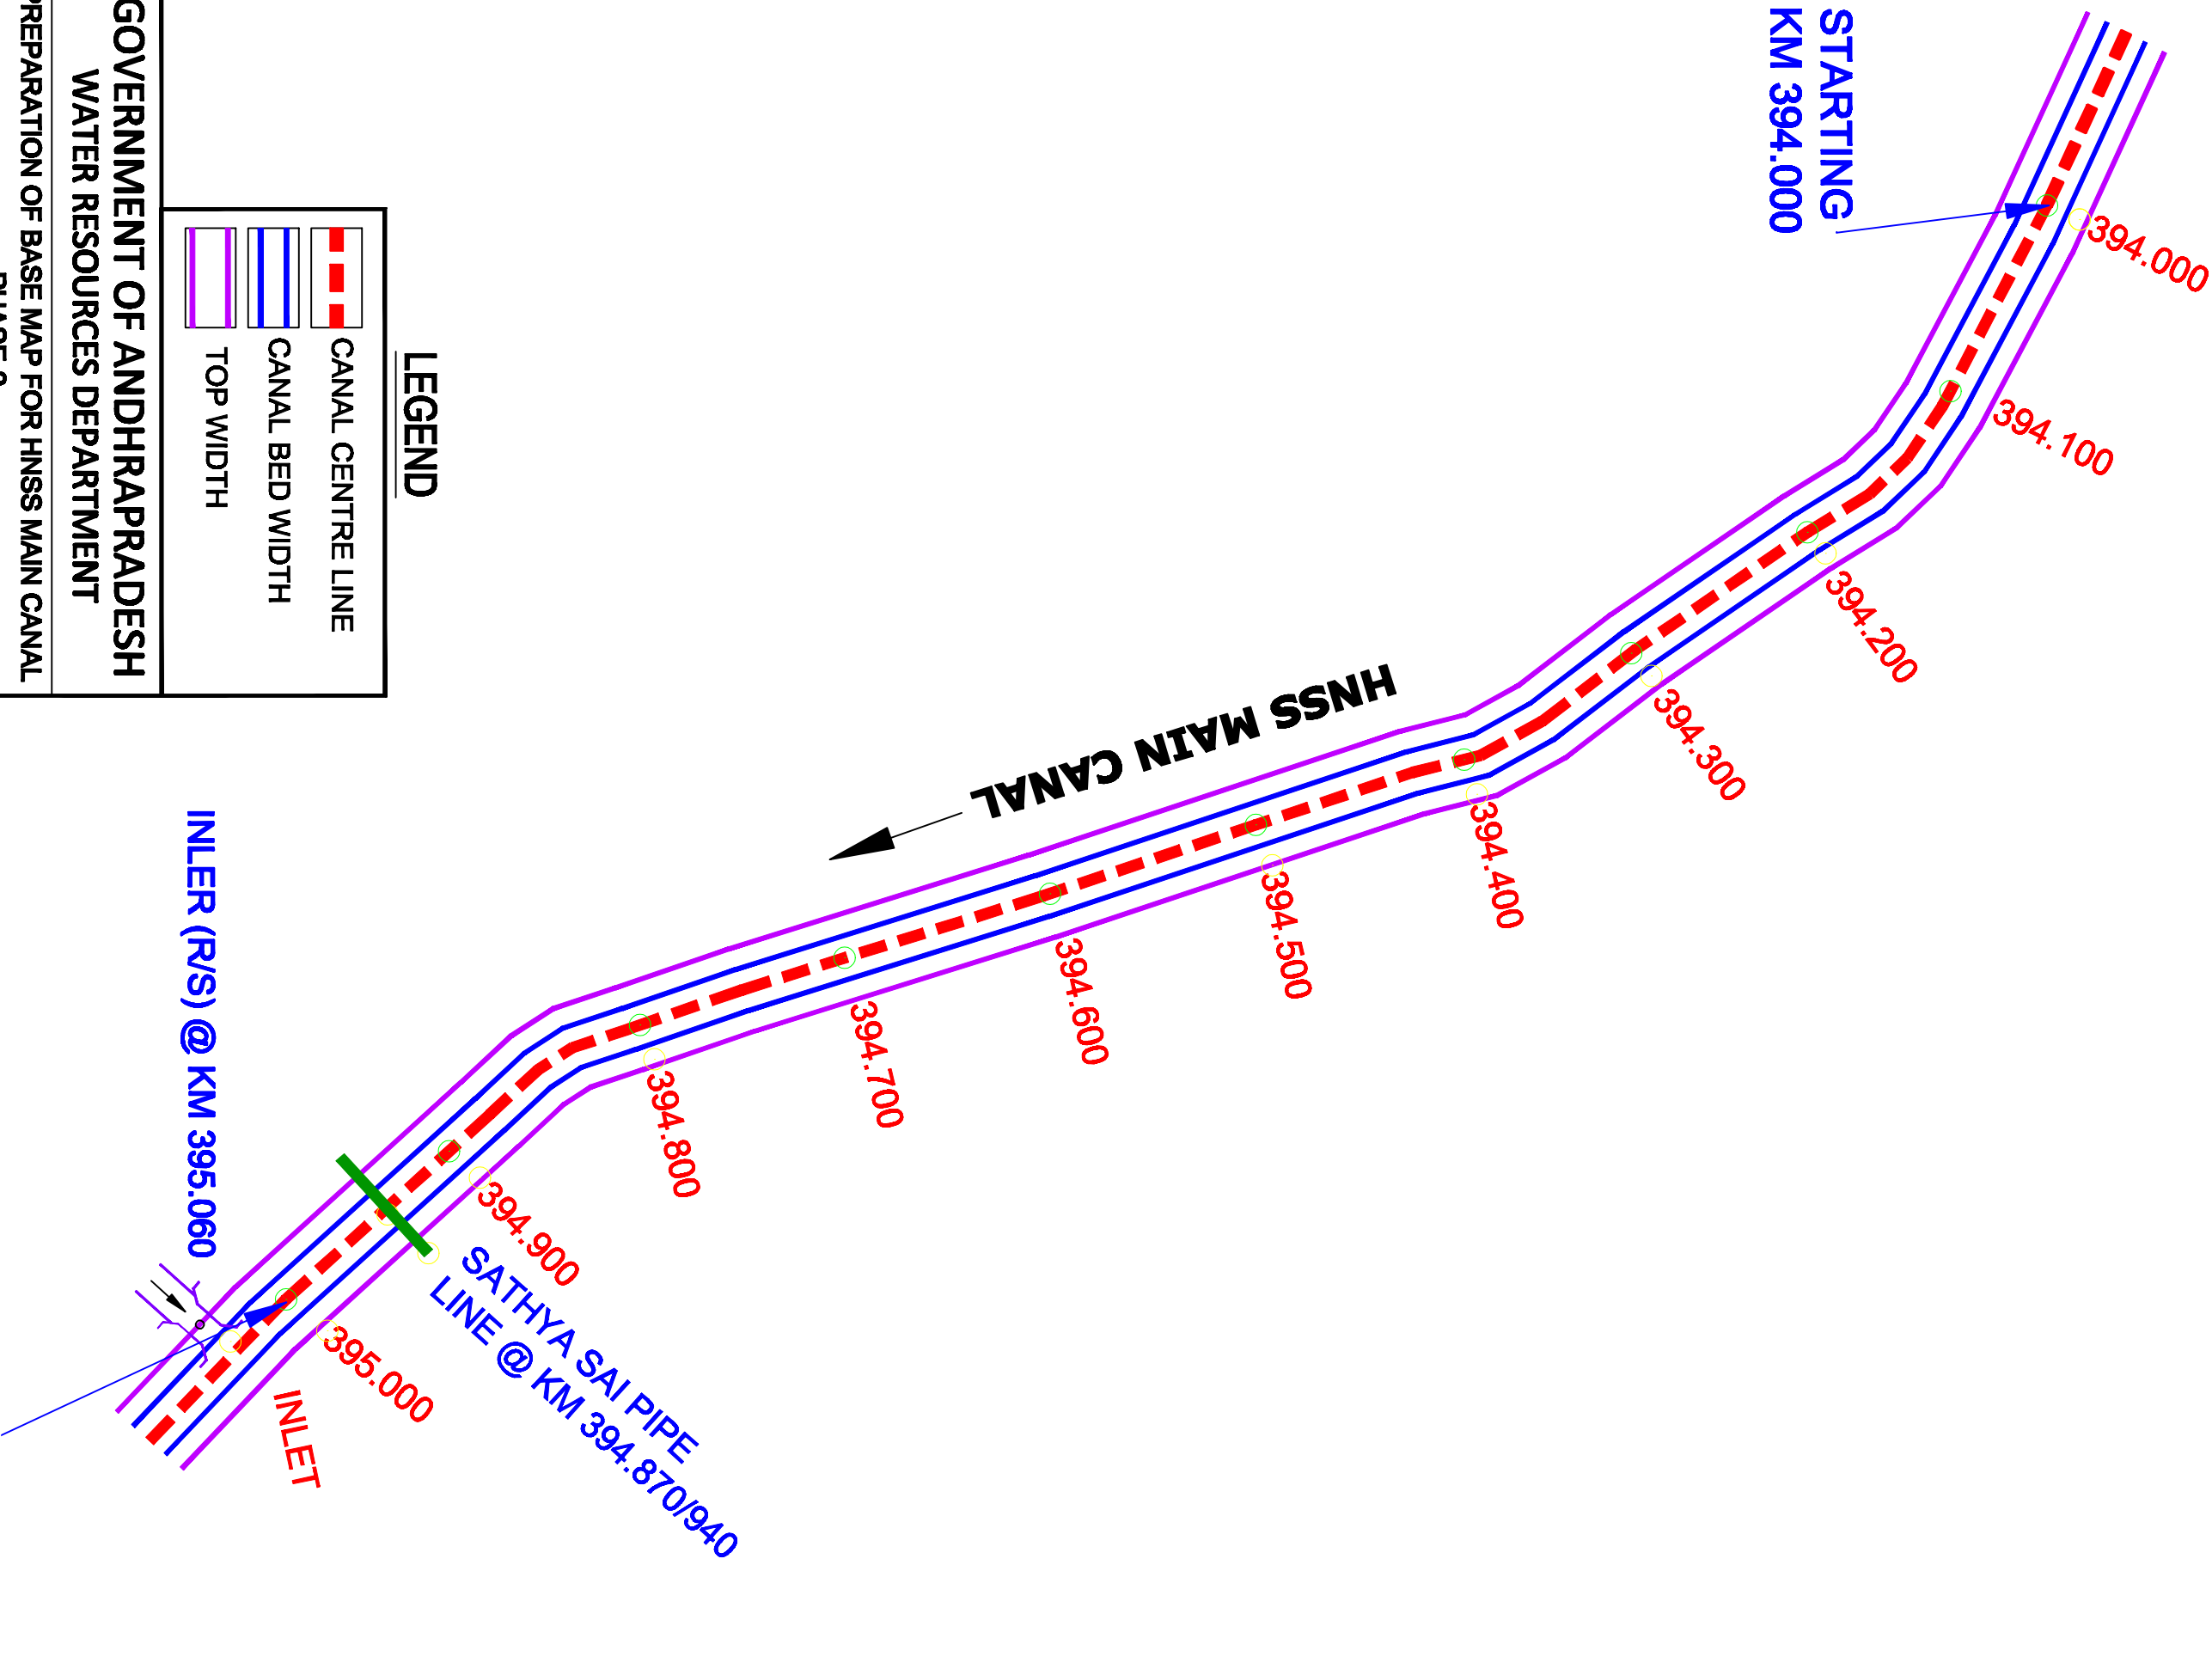 STARTING
KM 394.000
394.000
394.100
394.200
394.300
394.400
394.500
394.600
394.700
394.800
394.900
395.000
INLET
HNSS MAIN CANAL
SATHYA SAI PIPE
LINE @ KM 394.870/940
INLER (R/S) @ KM 395.060
LEGEND
CANAL CENTRE LINE
CANAL BED WIDTH
TOP WIDTH
GOVERNMENT OF ANDHRAPRADESH
WATER RESOURCES DEPARTMENT
REPARATION OF BASE MAP FOR HNSS MAIN CANAL